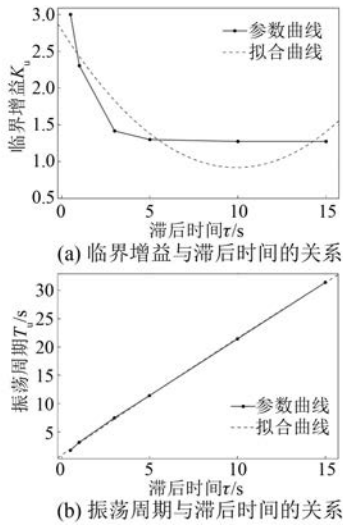 3.0
2.5
2.0
1.5
1.0
0.5
临界增益Ku
参数曲线
拟合曲线
0 5 10 15
滞后时间τ/s
(a) 临界增益与滞后时间的关系
30
25
20
15
10
5
振荡周期Tu/s
参数曲线
拟合曲线
0 5 10 15
滞后时间τ/s
(b) 振荡周期与滞后时间的关系